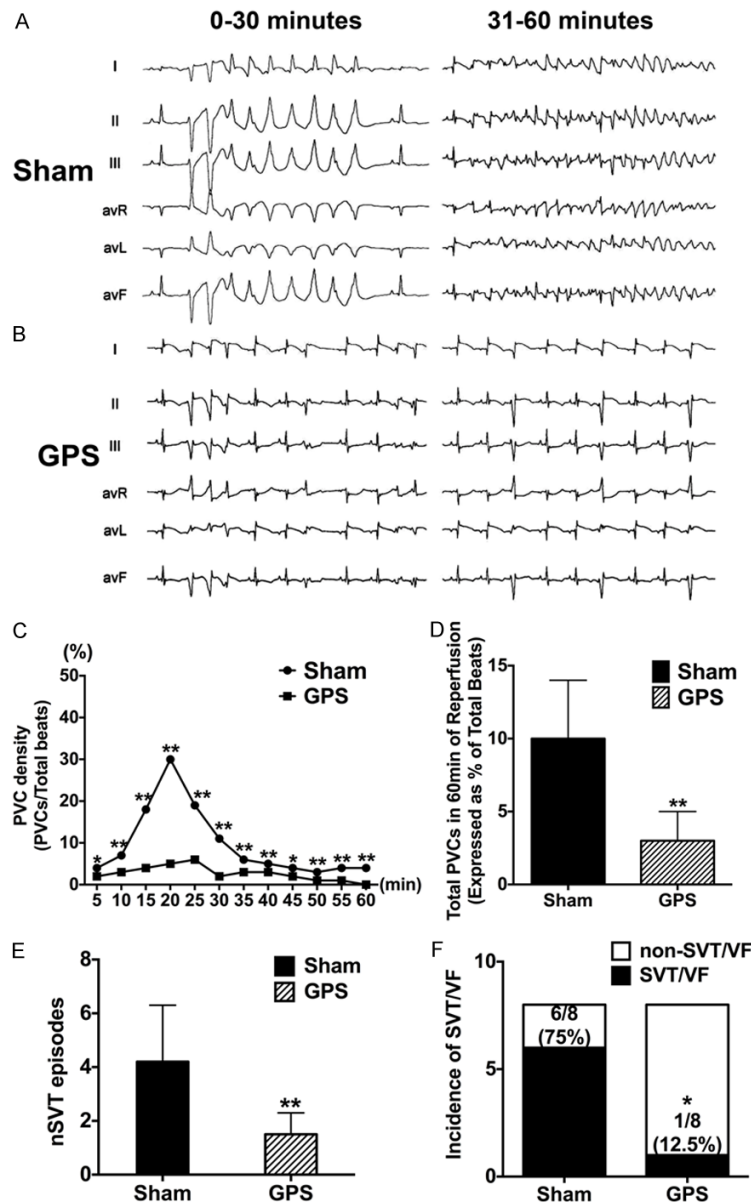 A
0-30 minutes
31-60 minutes
I
II
III
avR
avL
avF
Sham
B
I
II
III
avR
avL
avF
GPS
C
(%)
PVC density
(PVCs/Total beats)
50
40
30
20
10
0
Sham
GPS
* ** ** ** ** ** ** ** * ** ** **
5 10 15 20 25 30 35 40 45 50 55 60 (min)
D
Total PVCs in 60min of Reperfusion
(Expressed as % of Total Beats)
15
10
5
0
Sham
GPS
**
Sham GPS
E
nSVT episodes
8
6
4
2
0
Sham
GPS
**
Sham GPS
F
Incidence of SVT/VF
10
5
0
non-SVT/VF
SVT/VF
6/8
(75%)
*
1/8
(12.5%)
Sham GPS